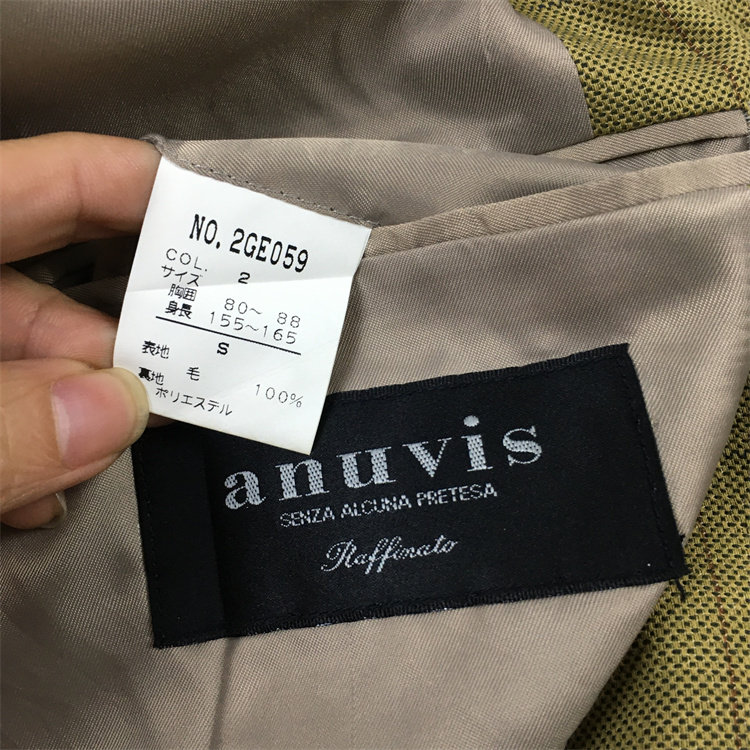 NO. 2GE059
COL. 2
サイズ
胸囲 80～ 88
身長 155～165
S
表地 毛 100%
裏地
ポリエステル
anuvis
SENZA ALCUNA PRETESA
Raffinato